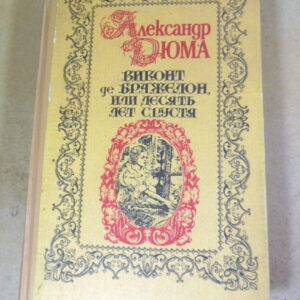 Александр
Дюма
Виконт
де Бражелон,
или десять
лет спустя